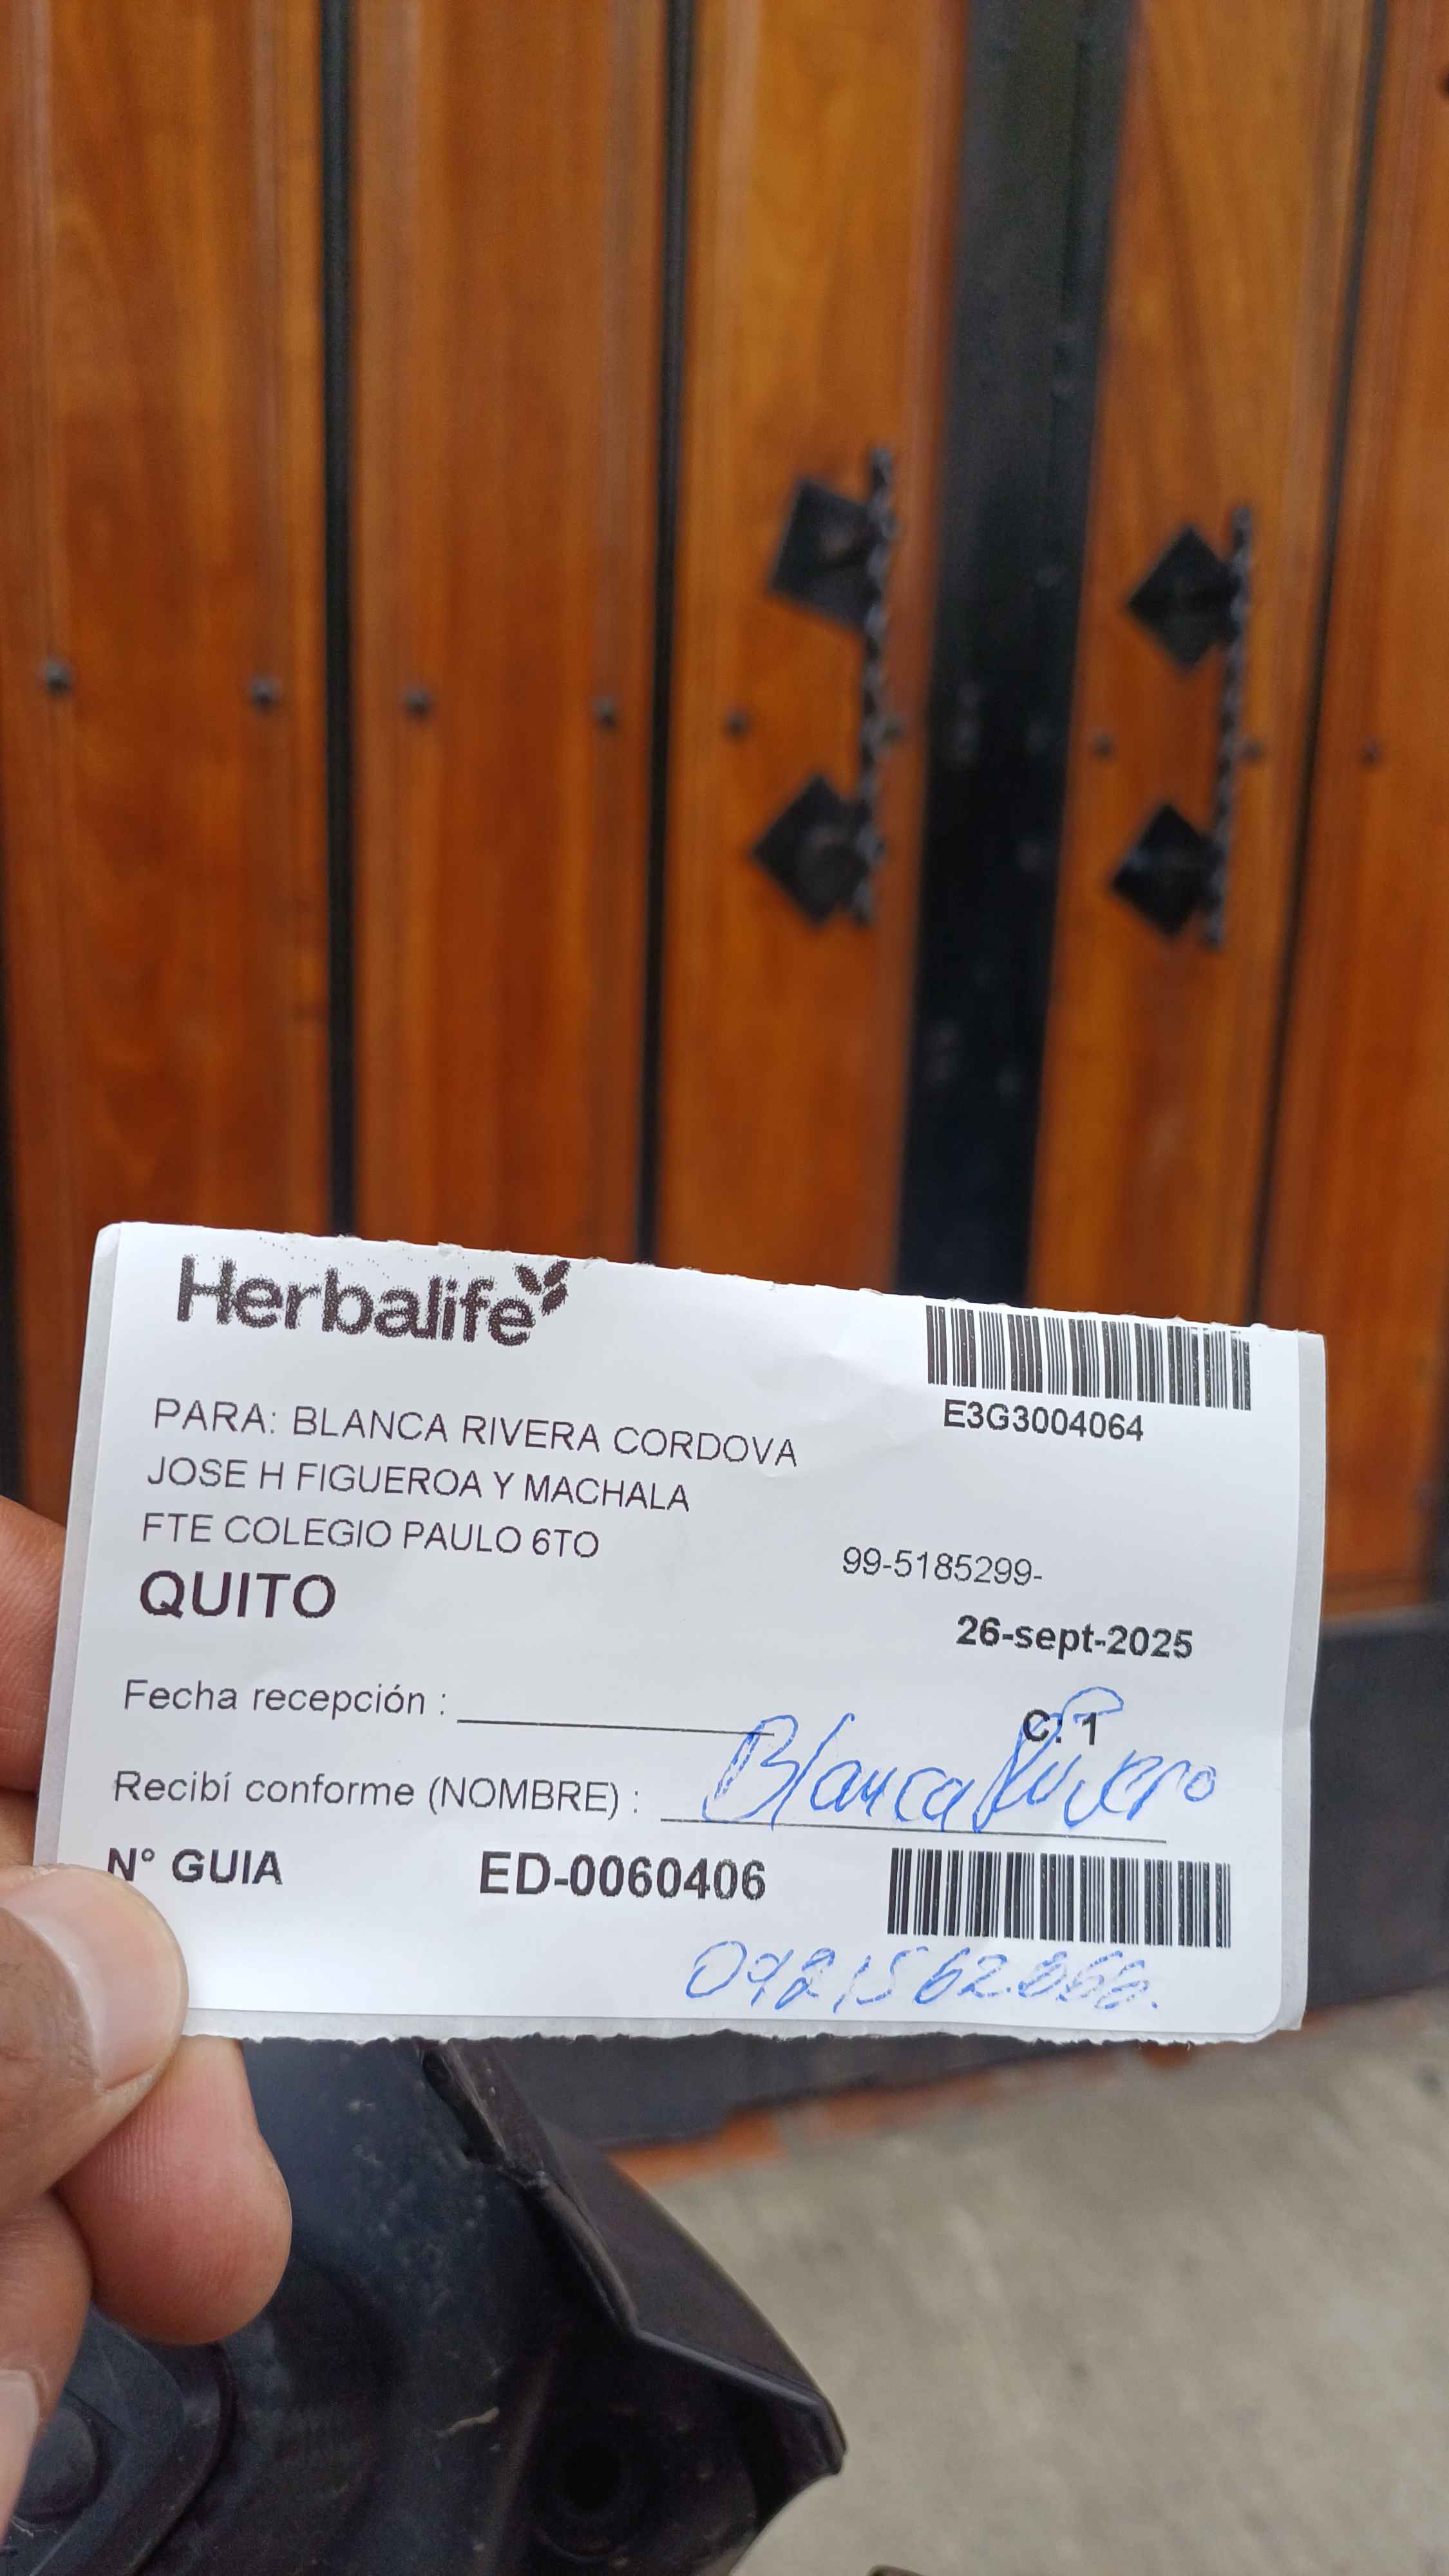 Herbalife
E3G3004064
PARA: BLANCA RIVERA CORDOVA
JOSE H FIGUEROA Y MACHALA
FTE COLEGIO PAULO 6TO
99-5185299-
QUITO
26-sept-2025
Fecha recepción :
C: 1
Recibí conforme (NOMBRE) : Blanca Rivero
N° GUIA ED-0060406